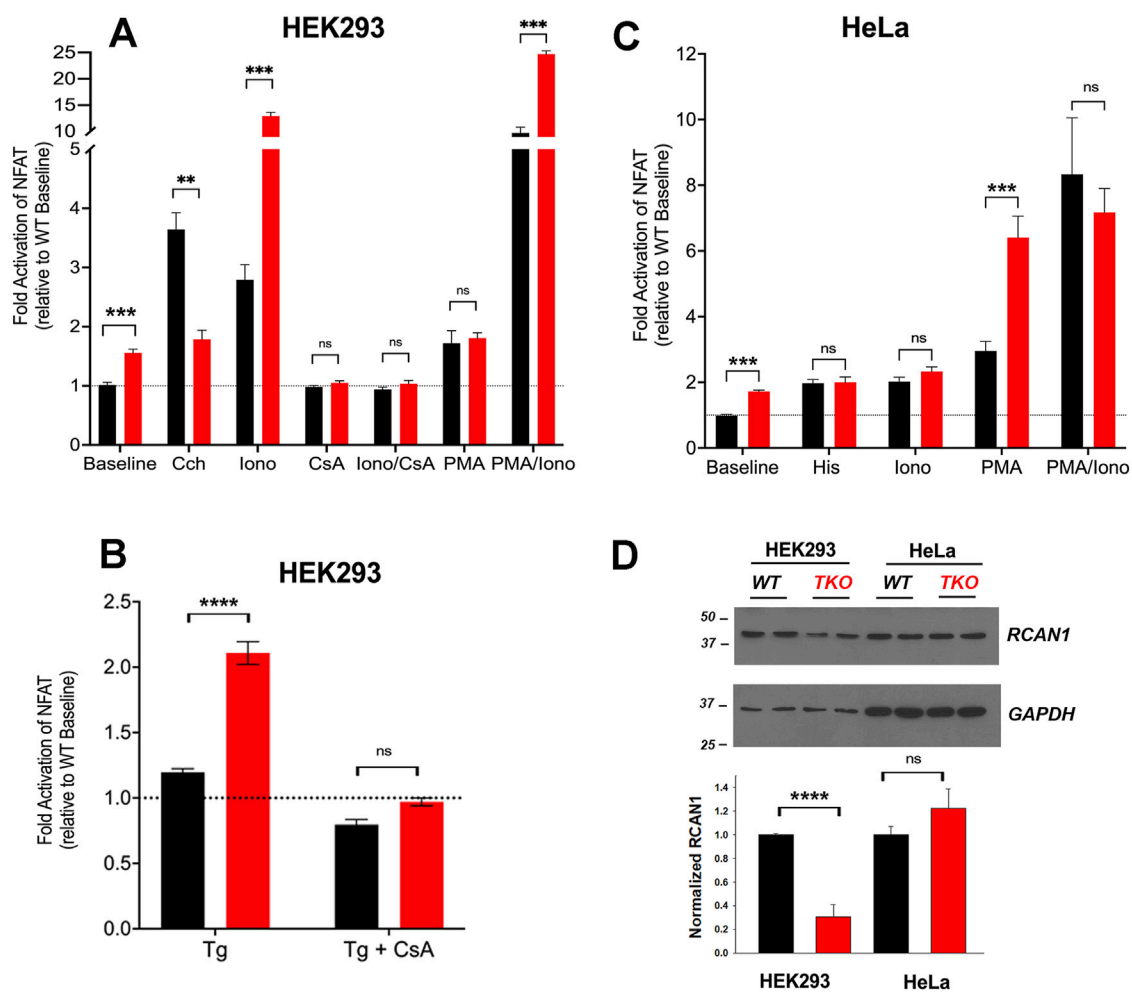 A
HEK293
Fold Activation of NFAT
(relative to WT Baseline)
25
20
15
10
5
4
3
2
1
0
***
**
***
ns
ns
ns
***
Baseline Cch Iono CsA Iono/CsA PMA PMA/Iono
C
HeLa
Fold Activation of NFAT
(relative to WT Baseline)
12
10
8
6
4
2
0
***
ns
ns
***
ns
Baseline His Iono PMA PMA/Iono
B
HEK293
Fold Activation of NFAT
(relative to WT Baseline)
2.5
2.0
1.5
1.0
0.5
0.0
****
ns
Tg Tg + CsA
D
HEK293 HeLa
WT TKO WT TKO
50
37
RCAN1
37
25
GAPDH
Normalized RCAN1
1.4
1.2
1.0
0.8
0.6
0.4
0.2
0.0
****
ns
HEK293 HeLa